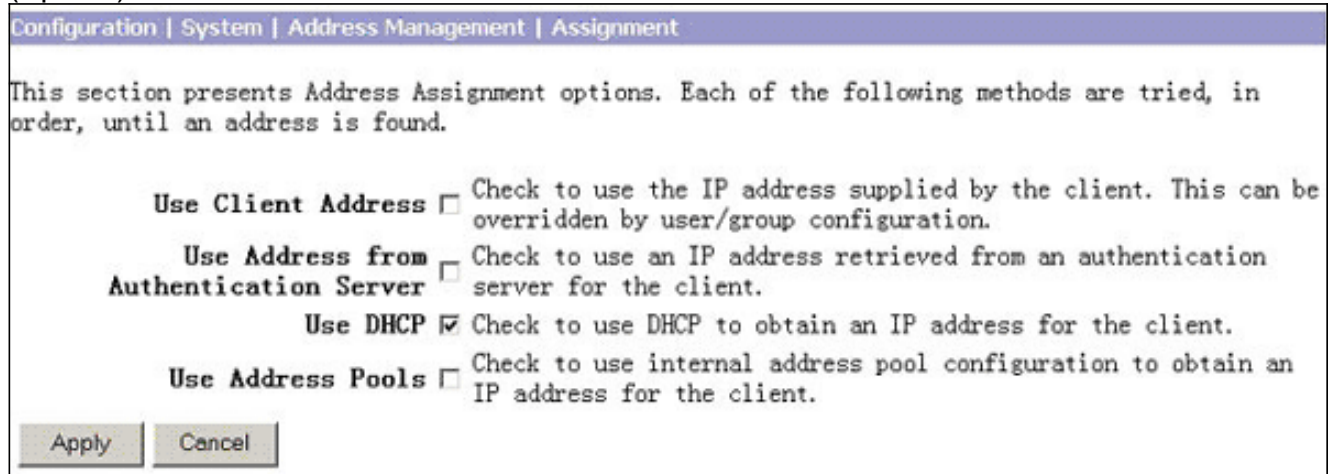 Configuration | System | Address Management | Assignment
This section presents Address Assignment options. Each of the following methods are tried, in
order, until an address is found.
Use Client Address Check to use the IP address supplied by the client. This can be
overridden by user/group configuration.
Use Address from Check to use an IP address retrieved from an authentication
Authentication Server server for the client.
Use DHCP Check to use DHCP to obtain an IP address for the client.
Use Address Pools Check to use internal address pool configuration to obtain an
IP address for the client.
Apply Cancel